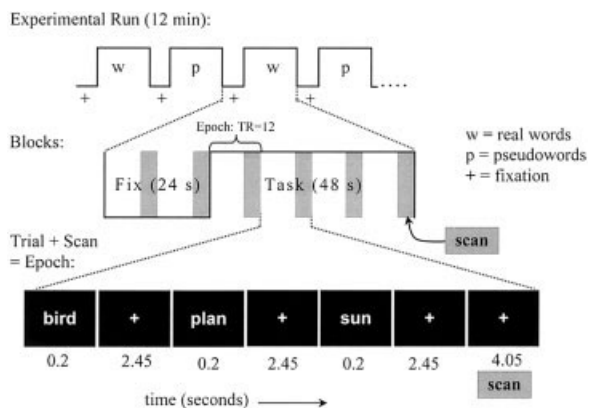 Experimental Run (12 min):
w p w p
+ + + + ....
Epoch: TR=12
Blocks:
w = real words
p = pseudowords
+ = fixation
Fix (24 s) Task (48 s)
Trial + Scan
= Epoch:
scan
bird + plan + sun + +
0.2 2.45 0.2 2.45 0.2 2.45 4.05
scan
time (seconds)